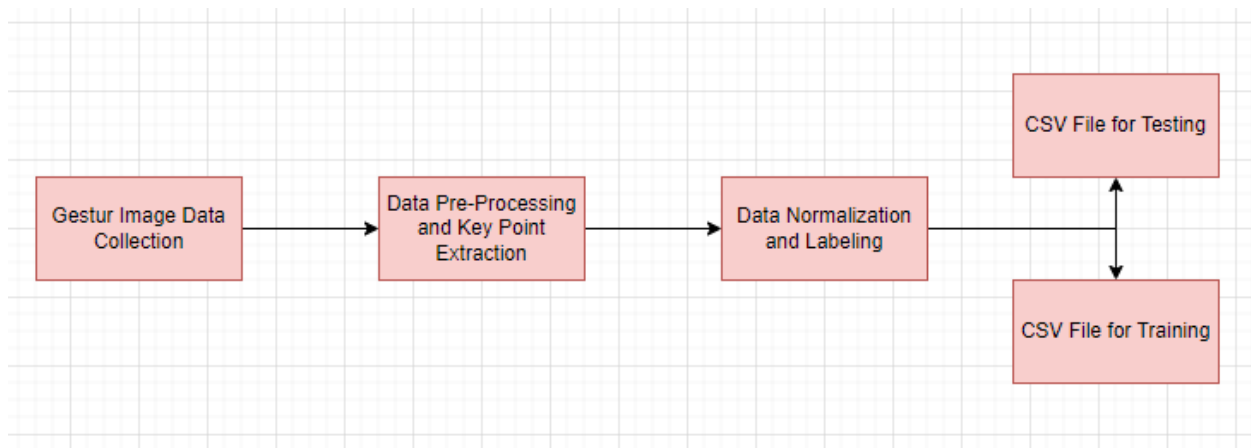 Gestur Image Data
Collection
Data Pre-Processing
and Key Point
Extraction
Data Normalization
and Labeling
CSV File for Testing
CSV File for Training